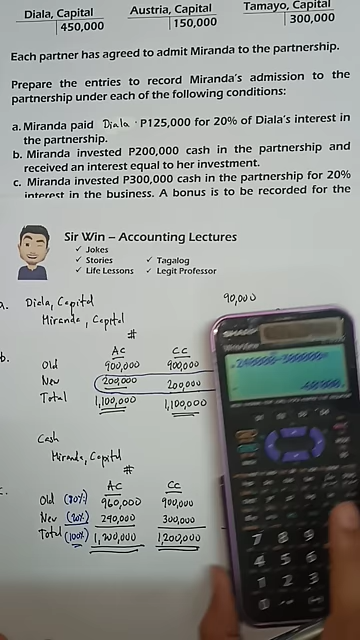 Diala, Capital Austria, Capital Tamayo, Capital
450,000 150,000 300,000
Each partner has agreed to admit Miranda to the partnership.
Prepare the entries to record Miranda's admission to the
partnership under each of the following conditions:
a. Miranda paid Diala P125,000 for 20% of Diala's interest in
the partnership.
b. Miranda invested P200,000 cash in the partnership and
received an interest equal to her investment.
c. Miranda invested P300,000 cash in the partnership for 20%
interest in the business. A bonus is to be recorded for the
Sir Win – Accounting Lectures
✓ Jokes
✓ Stories ✓ Tagalog
✓ Life Lessons ✓ Legit Professor
a. Diala, Capital 90,000
Miranda, Capital
#
b. AC CC
Old 900,000 900,000
New 200,000 200,000
Total 1,100,000 1,100,000
Cash
Miranda, Capital
#
c. AC CC
Old (80%) 960,000 900,000
New (20%) 240,000 300,000
Total (100%) 1,200,000 1,200,000
SHARP
240000-300000=
-60'000.
7 8 9
4 5 6
1 2 3
0